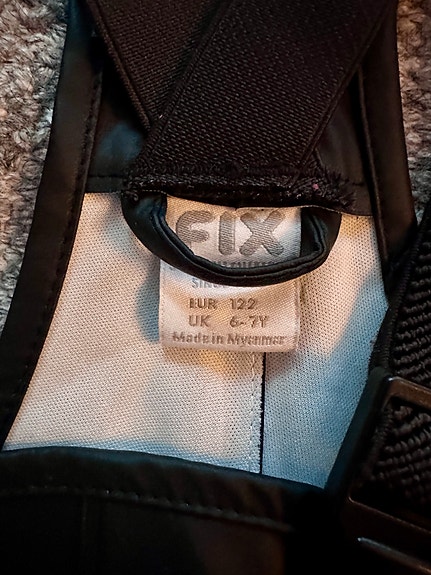 FIX
EUR 122
UK 6-7Y
Made in Myanmar